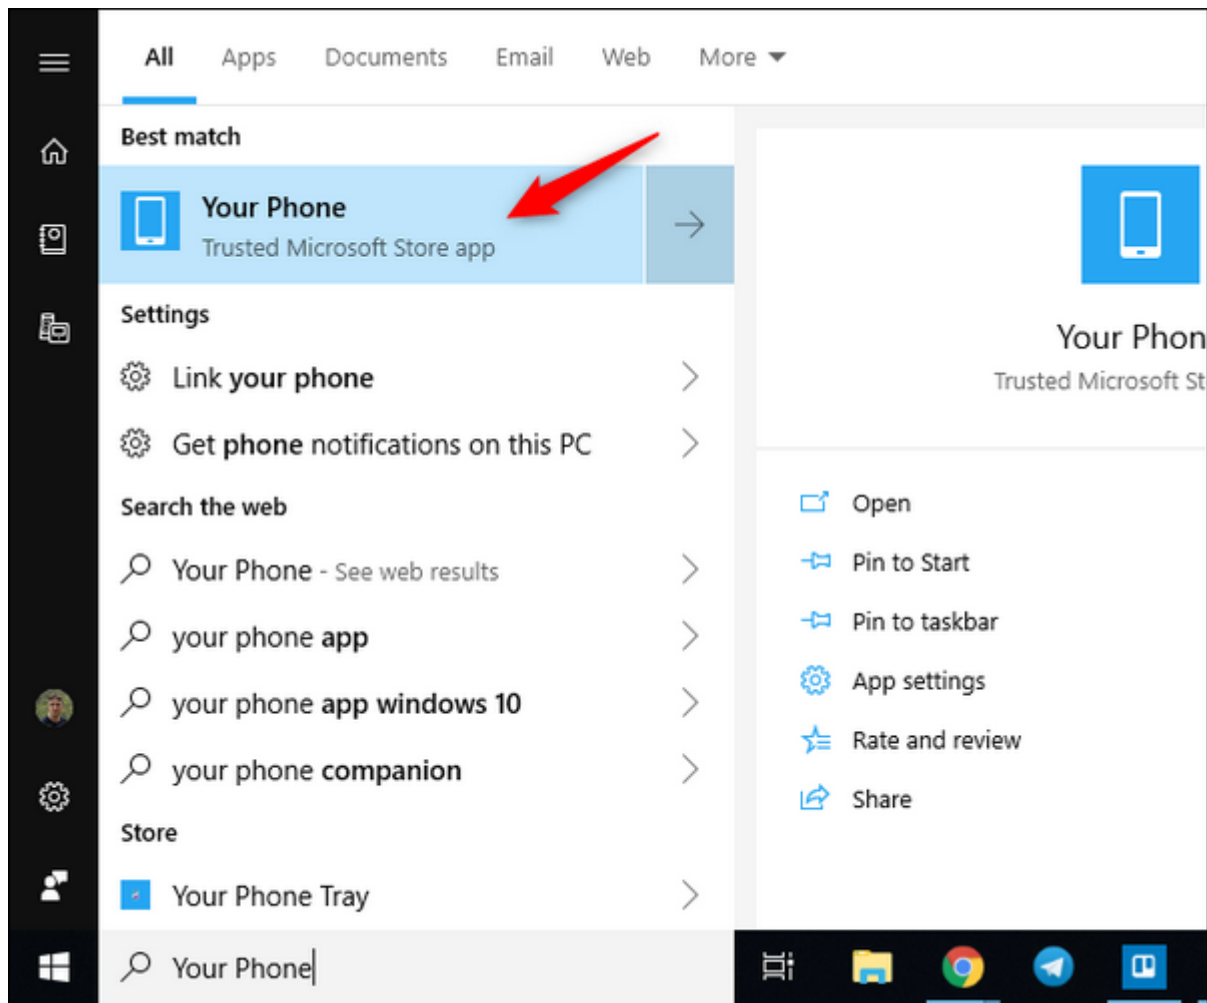 All Apps Documents Email Web More
Best match
Your Phone
Trusted Microsoft Store app
Settings
Link your phone
Get phone notifications on this PC
Search the web
Your Phone - See web results
your phone app
your phone app windows 10
your phone companion
Store
Your Phone Tray
Your Phone
Your Phon
Trusted Microsoft St
Open
Pin to Start
Pin to taskbar
App settings
Rate and review
Share